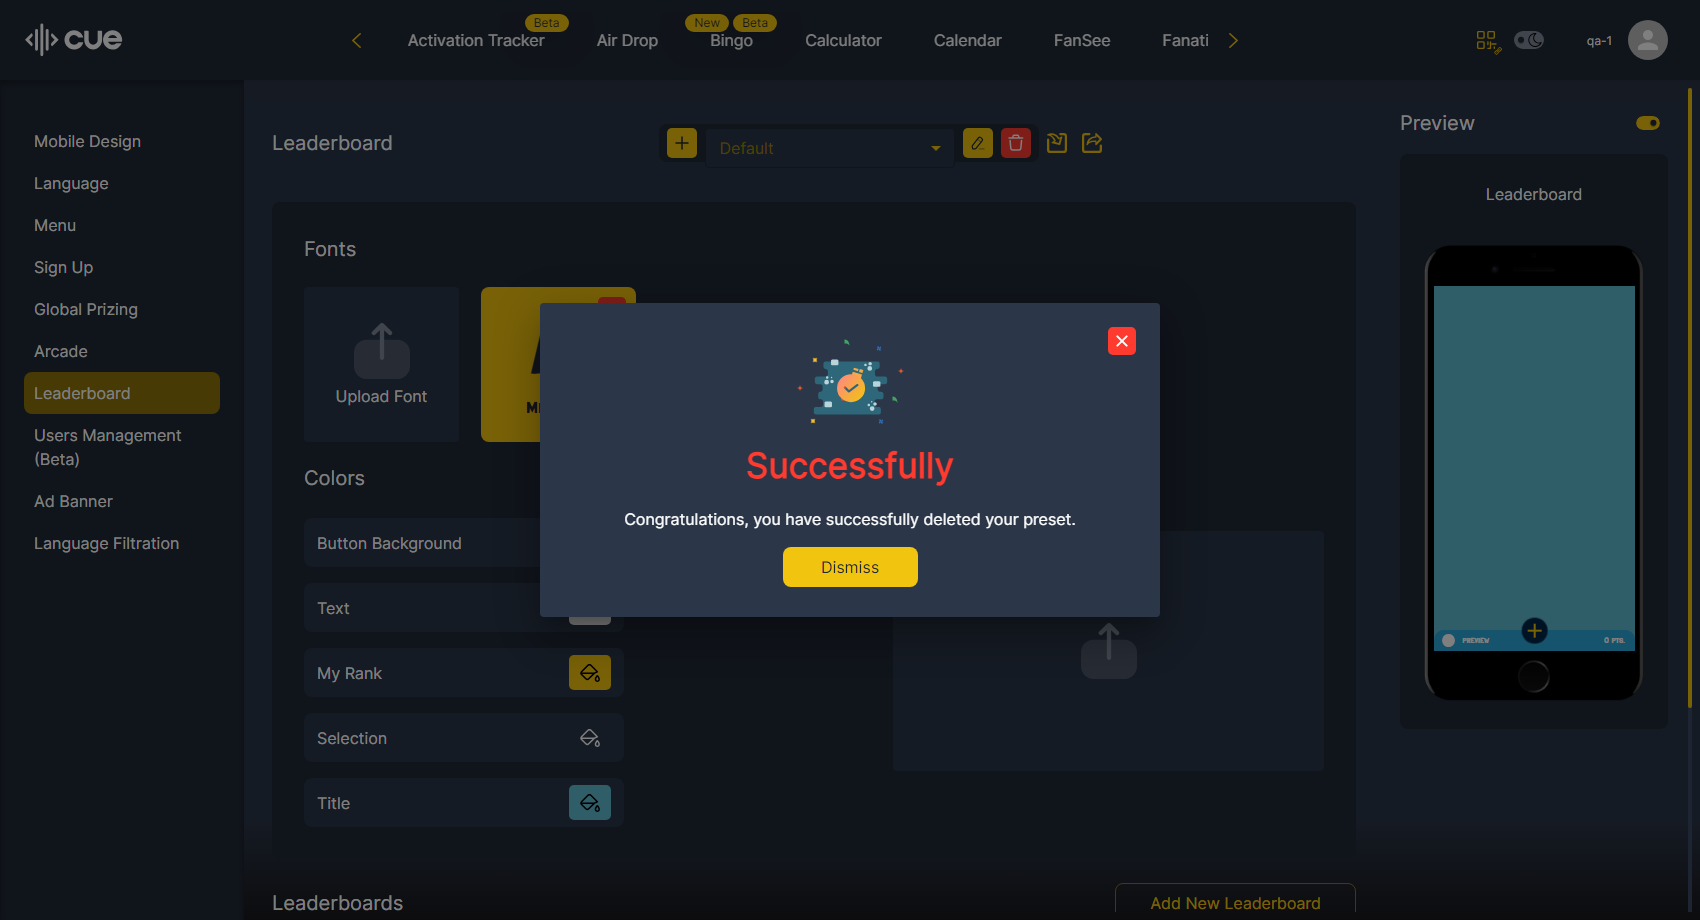 cue
Activation Tracker
Beta
Air Drop
New
Beta
Bingo
Calculator
Calendar
FanSee
Fanati
qa-1
Mobile Design
Language
Menu
Sign Up
Global Prizing
Arcade
Leaderboard
Users Management
(Beta)
Ad Banner
Language Filtration
Leaderboard
Default
Fonts
Upload Font
Colors
Button Background
Text
My Rank
Selection
Title
Successfully
Congratulations, you have successfully deleted your preset.
Dismiss
Leaderboards
Add New Leaderboard
Preview
Leaderboard
PREVIEW
0 PTS.